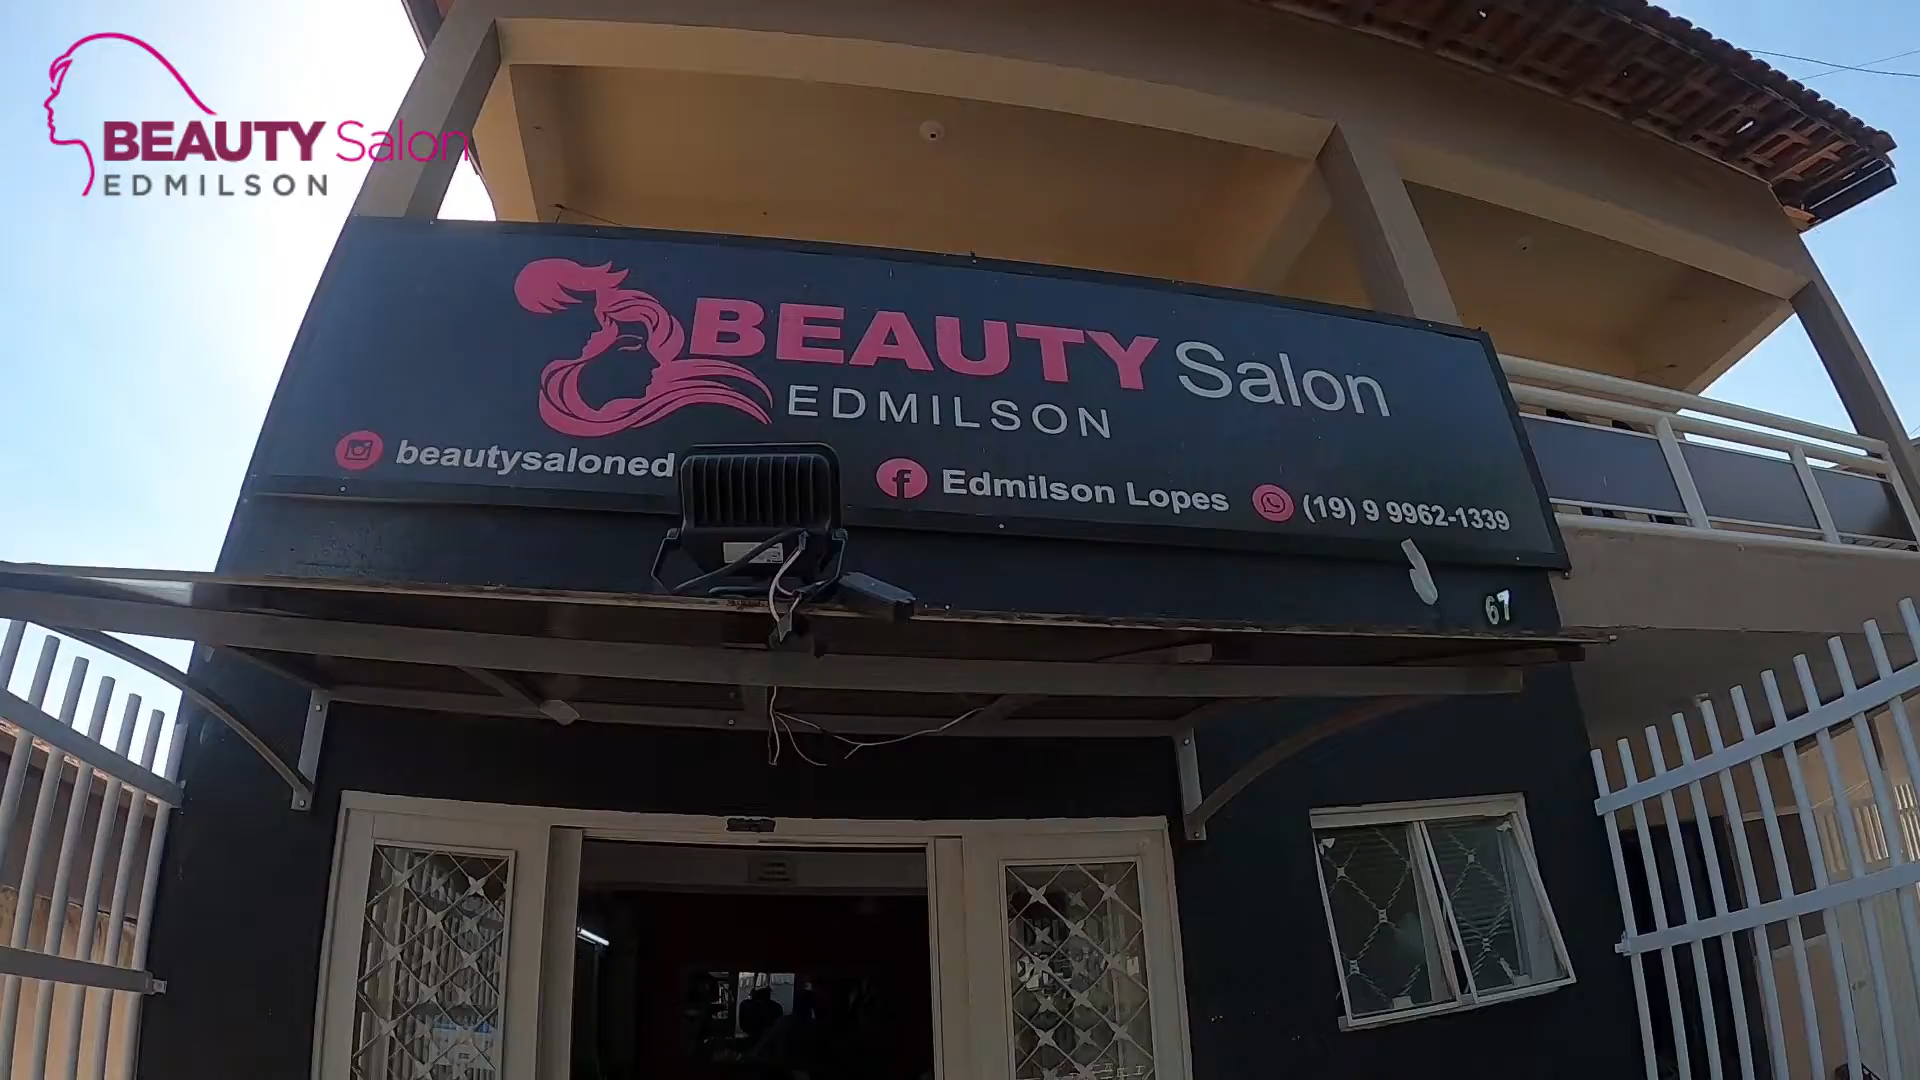 BEAUTY Salon
EDMILSON
BEAUTY Salon
EDMILSON
beautysaloned
Edmilson Lopes
(19) 9 9962-1339
67